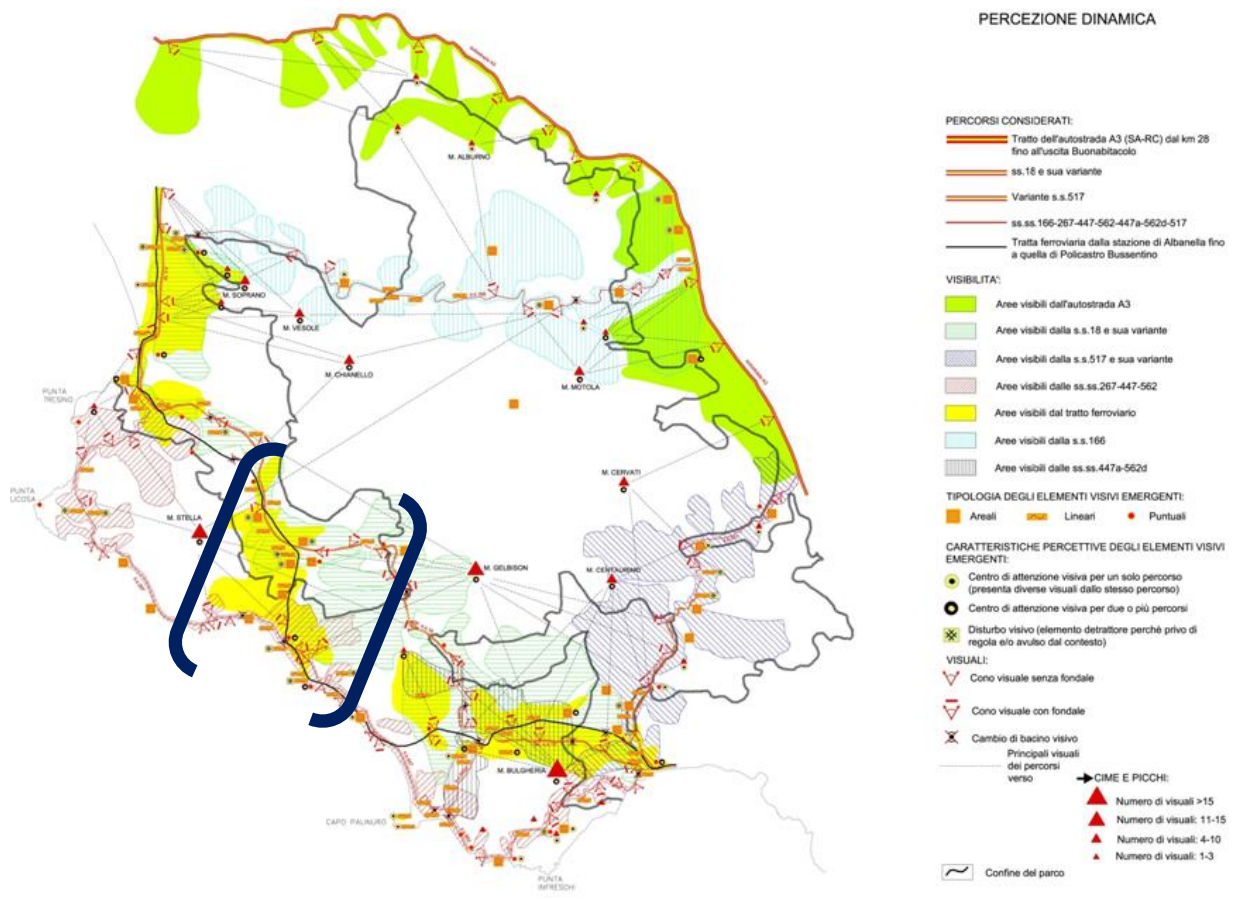 PERCEZIONE DINAMICA
PERCORSI CONSIDERATI:
Tratto dell'autostrada A3 (SA-RC) dal km 28
fino all'uscita Buonabitacolo
ss.18 e sua variante
Variante s.s.517
ss.ss.166-267-447-562-447a-562d-517
Tratta ferroviaria dalla stazione di Albanella fino
a quella di Policastro Bussentino
VISIBILITA':
Aree visibili dall'autostrada A3
Aree visibili dalla s.s.18 e sua variante
Aree visibili dalla s.s.517 e sua variante
Aree visibili dalle ss.ss.267-447-562
Aree visibili dal tratto ferroviario
Aree visibili dalla s.s.166
Aree visibili dalle ss.ss.447a-562d
TIPOLOGIA DEGLI ELEMENTI VISIVI EMERGENTI:
Areali
Lineari
Puntuali
CARATTERISTICHE PERCETTIVE DEGLI ELEMENTI VISIVI
EMERGENTI:
Centro di attenzione visiva per un solo percorso
(presenta diverse visuali dallo stesso percorso)
Centro di attenzione visiva per due o più percorsi
Disturbo visivo (elemento detrattore perchè privo di
regola e/o avulso dal contesto)
VISUALI:
Cono visuale senza fondale
Cono visuale con fondale
Cambio di bacino visivo
Principali visuali
dei percorsi
verso
CIME E PICCHI:
Numero di visuali >15
Numero di visuali: 11-15
Numero di visuali: 4-10
Numero di visuali: 1-3
Confine del parco
M. ALBURNO
M. SOPRANO
M. VESOLE
M. CHIANELLO
M. MOTOLA
PUNTA
TRESINO
M. CERVATI
PUNTA
LICOSA
M. STELLA
M. GELBISON
M. CENTAURINO
M. BULGHERIA
CAPO PALINURO
PUNTA
INFRESCHI